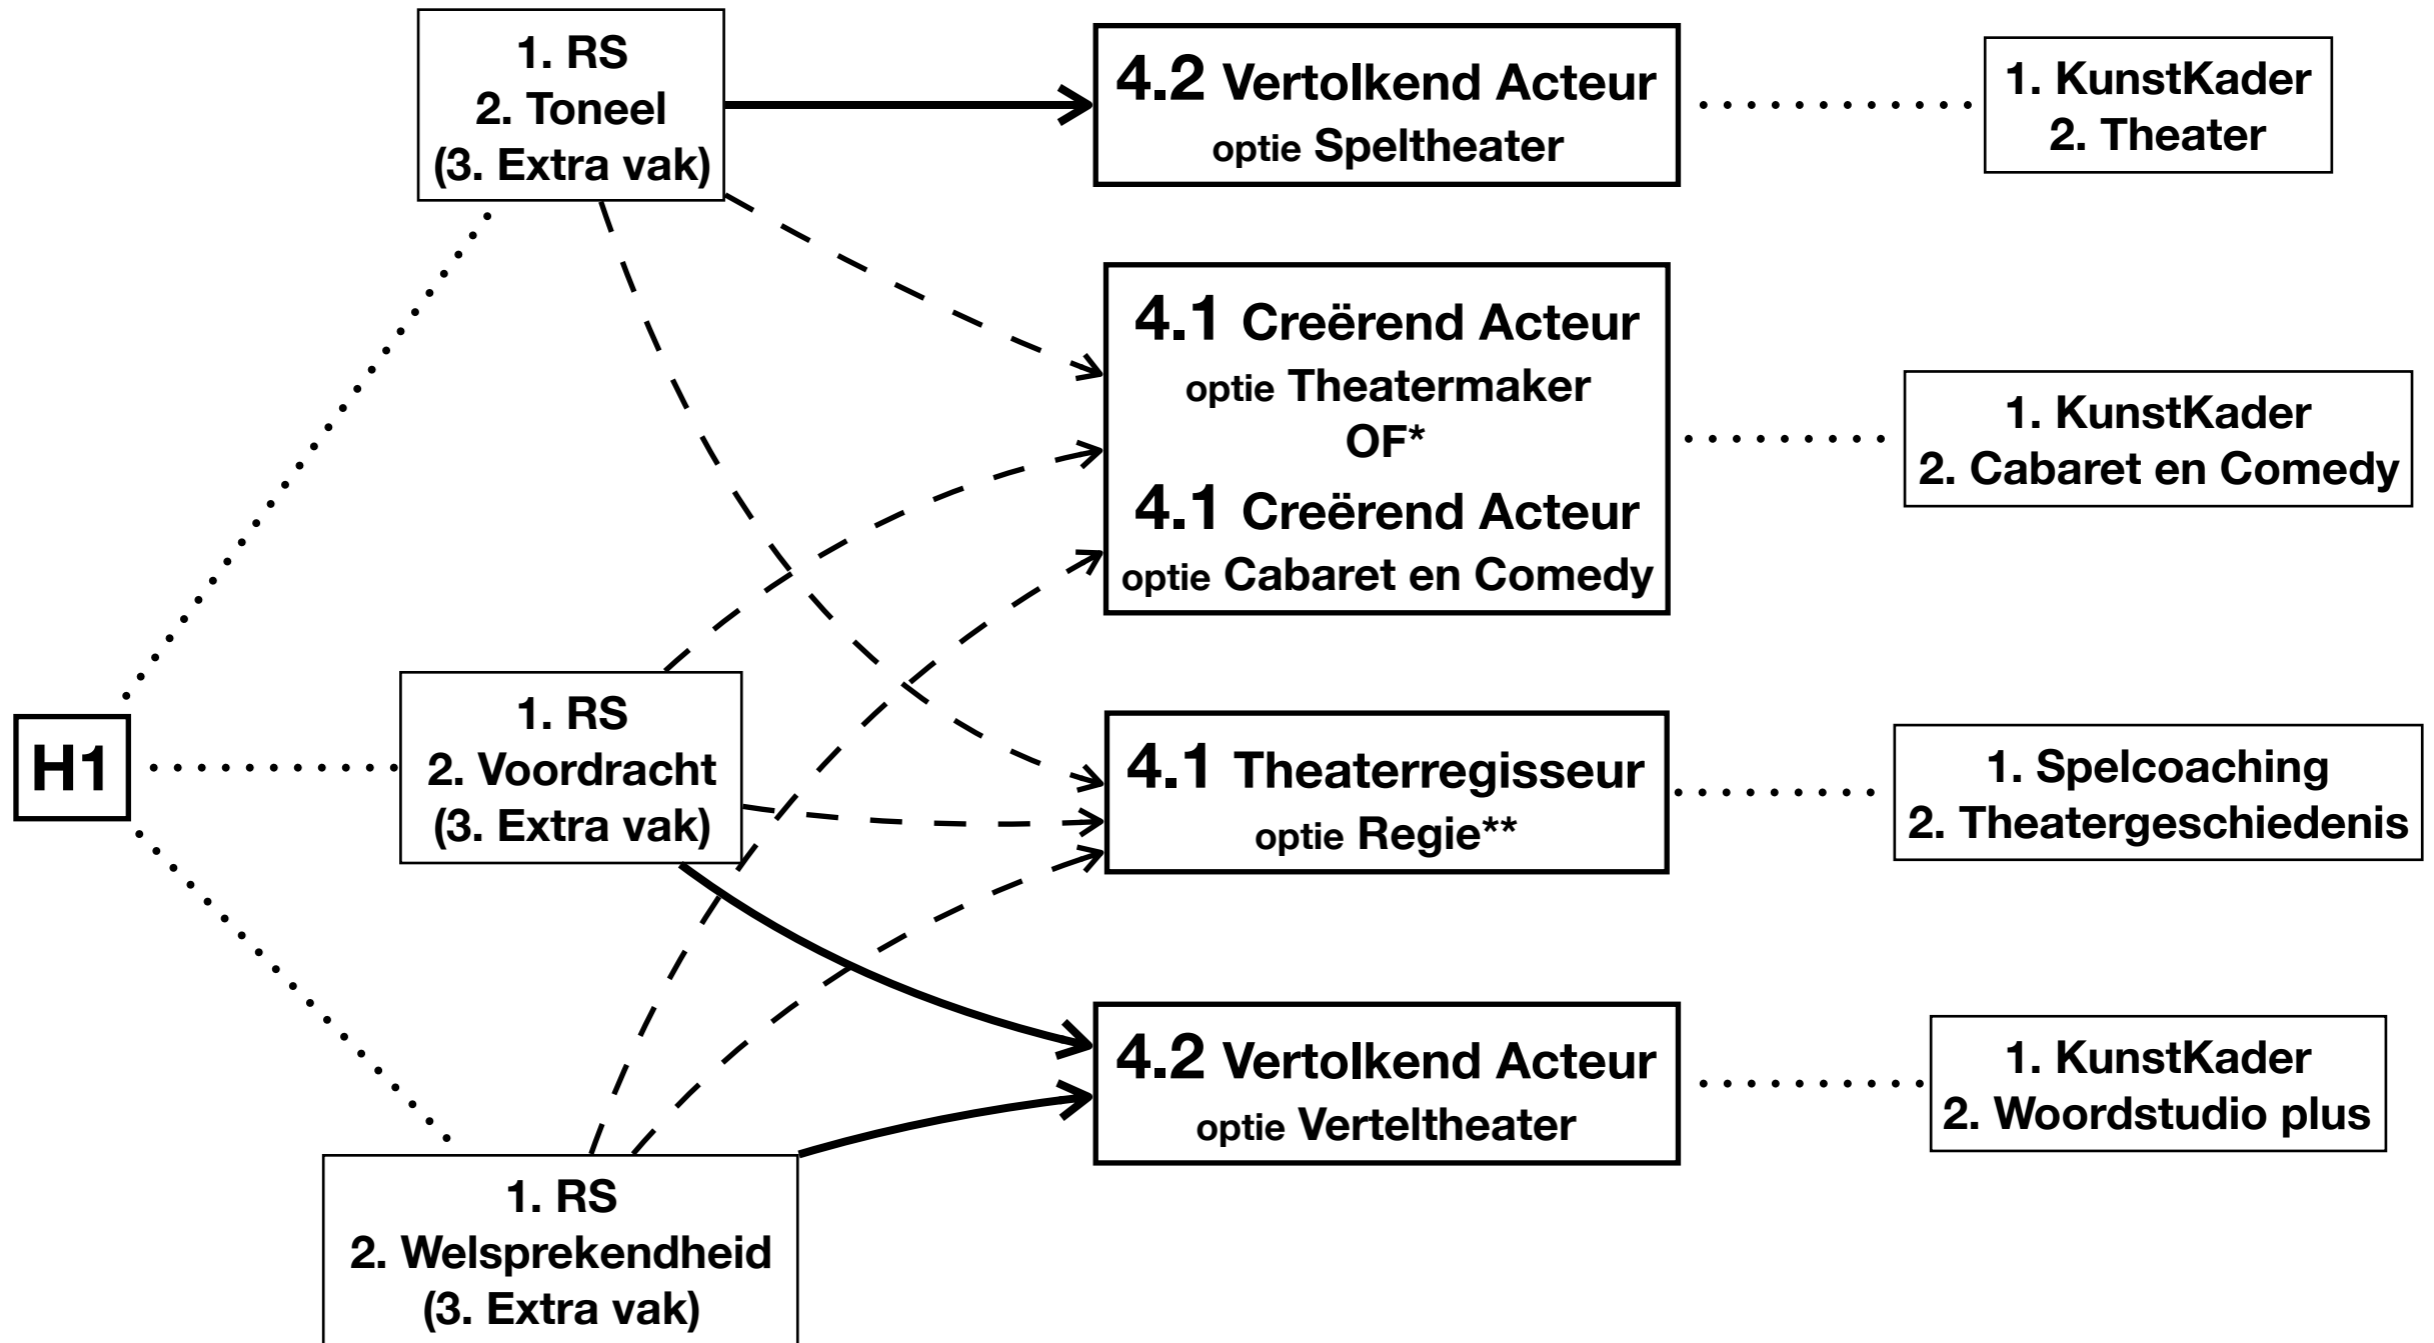 1. RS
2. Toneel
(3. Extra vak)
4.2 Vertolkend Acteur
optie Speltheater
1. KunstKader
2. Theater
4.1 Creërend Acteur
optie Theatermaker
OF*
4.1 Creërend Acteur
optie Cabaret en Comedy
1. KunstKader
2. Cabaret en Comedy
H1
1. RS
2. Voordracht
(3. Extra vak)
4.1 Theaterregisseur
optie Regie**
1. Spelcoaching
2. Theatergeschiedenis
1. RS
2. Welsprekendheid
(3. Extra vak)
4.2 Vertolkend Acteur
optie Verteltheater
1. KunstKader
2. Woordstudio plus